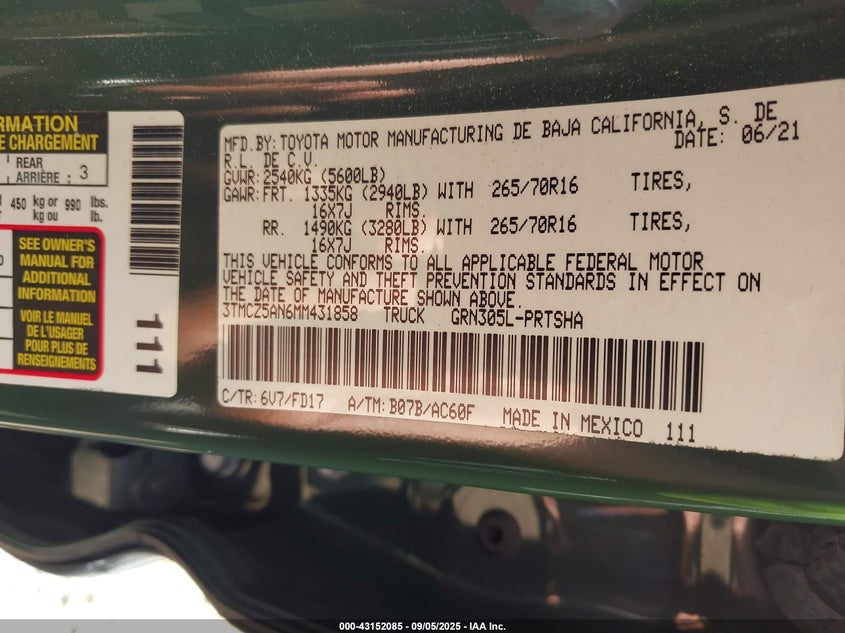 RMATION
E CHARGEMENT
REAR
ARRIÈRE : 3
450 kg or 990 lbs.
kg ou lb.
SEE OWNER'S
MANUAL FOR
ADDITIONAL
INFORMATION
VOIR LE MANUEL
DE L'USAGER
POUR PLUS DE
RENSEIGNEMENTS
111
MFD.BY: TOYOTA MOTOR MANUFACTURING DE BAJA CALIFORNIA, S. DE
R.L. DE C.V. DATE: 06/21
GVWR: 2540KG (5600LB)
GAWR: FRT. 1335KG (2940LB) WITH 265/70R16 TIRES,
16X7J RIMS.
RR. 1490KG (3280LB) WITH 265/70R16 TIRES,
16X7J RIMS.
THIS VEHICLE CONFORMS TO ALL APPLICABLE FEDERAL MOTOR
VEHICLE SAFETY AND THEFT PREVENTION STANDARDS IN EFFECT ON
THE DATE OF MANUFACTURE SHOWN ABOVE.
3TMCZ5AN6MM431858 TRUCK GRN305L-PRTSHA
C/TR: 6V7/FD17 A/TM: B07B/AC60F MADE IN MEXICO 111
000-43152085 - 09/05/2025 - IAA Inc.